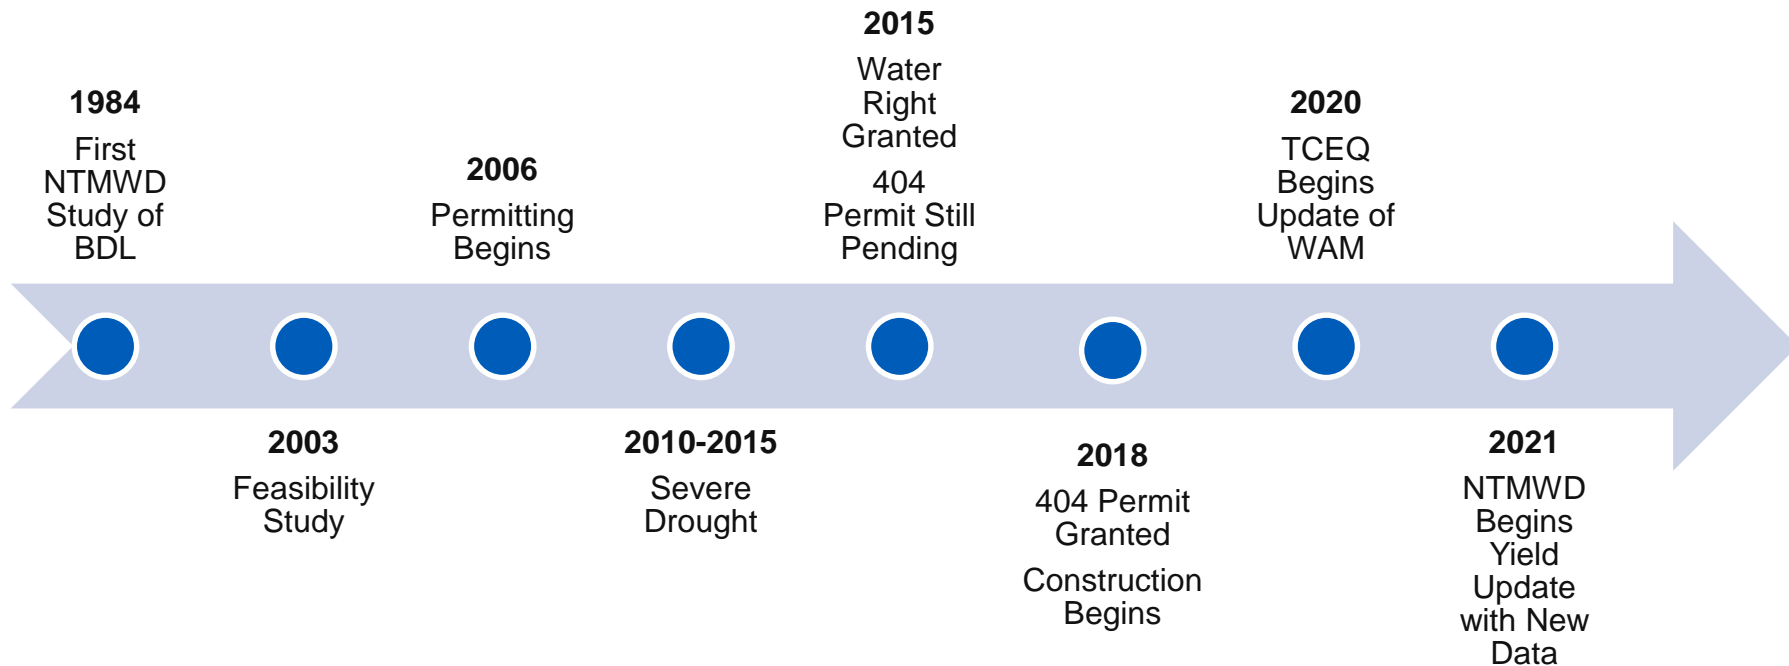 1984
First
NTMWD
Study of
BDL
2003
Feasibility
Study
2006
Permitting
Begins
2010-2015
Severe
Drought
2015
Water
Right
Granted
404
Permit Still
Pending
2018
404 Permit
Granted
Construction
Begins
2020
TCEQ
Begins
Update of
WAM
2021
NTMWD
Begins
Yield
Update
with New
Data